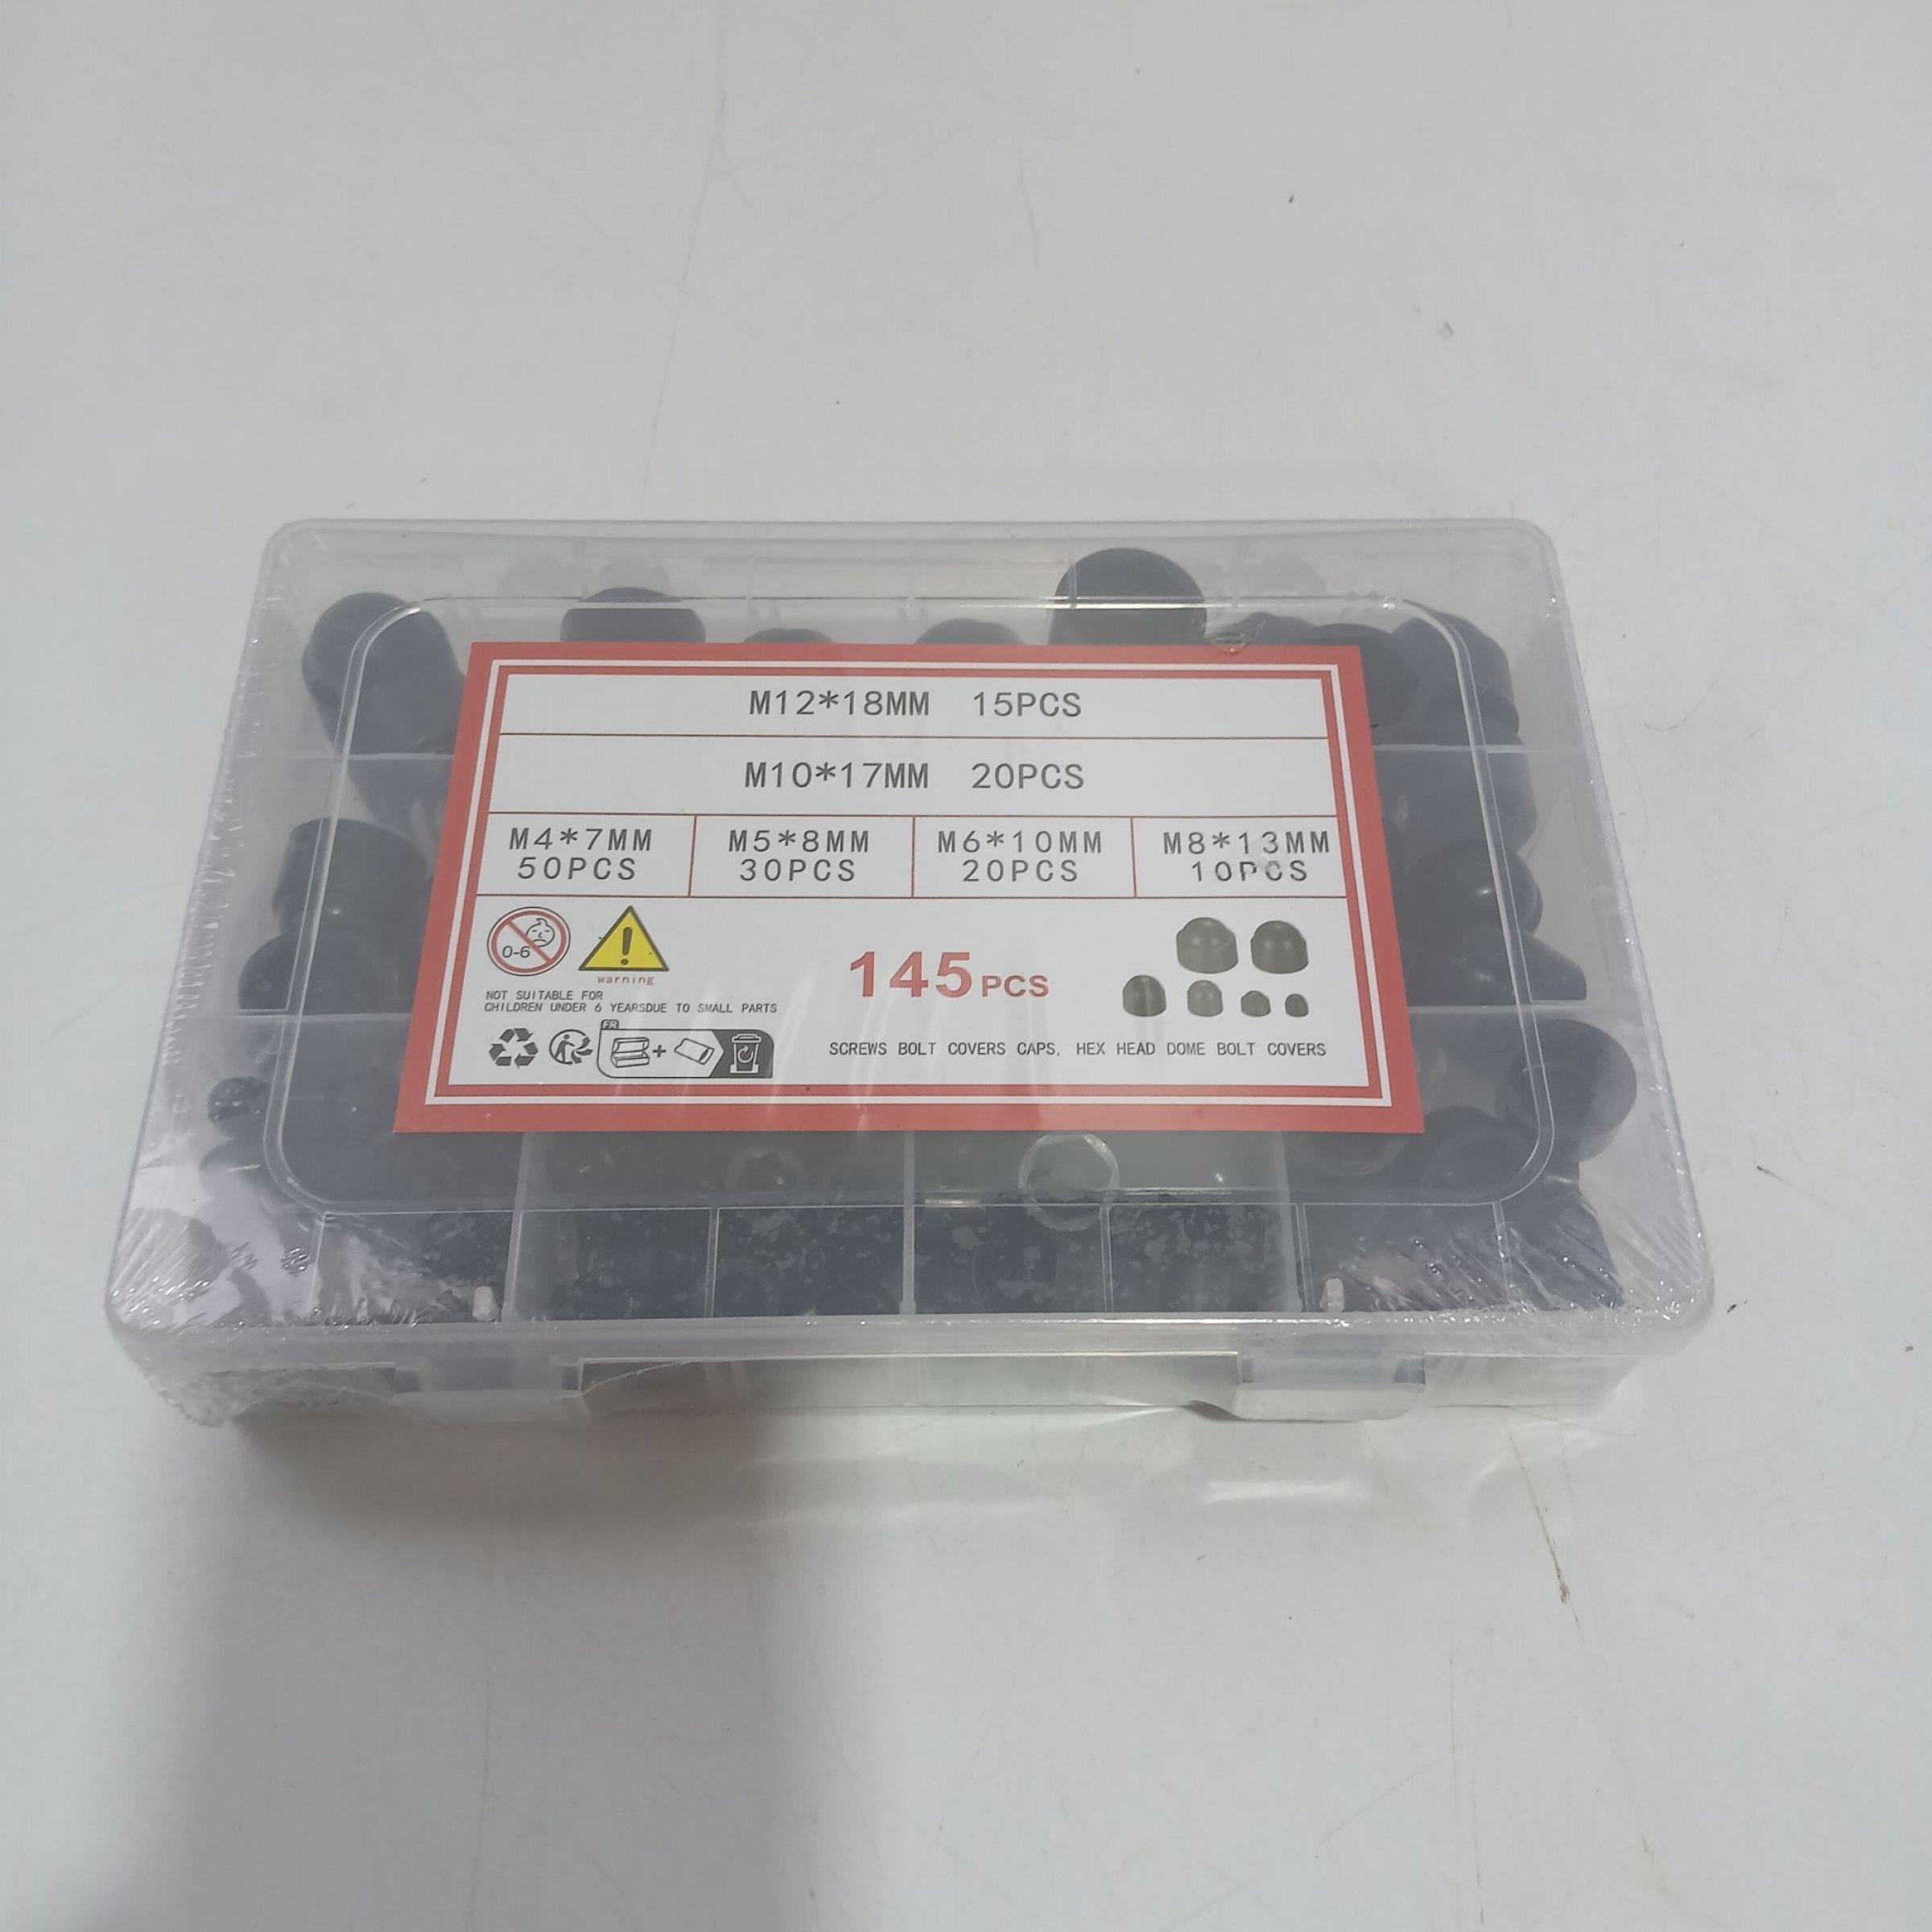 M12*18MM 15PCS
M10*17MM 20PCS
M4*7MM
50PCS
M5*8MM
30PCS
M6*10MM
20PCS
M8*13MM
10PCS
0-6
warning
NOT SUITABLE FOR
CHILDREN UNDER 6 YEARSDUE TO SMALL PARTS
145PCS
FR
SCREWS BOLT COVERS CAPS, HEX HEAD DOME BOLT COVERS